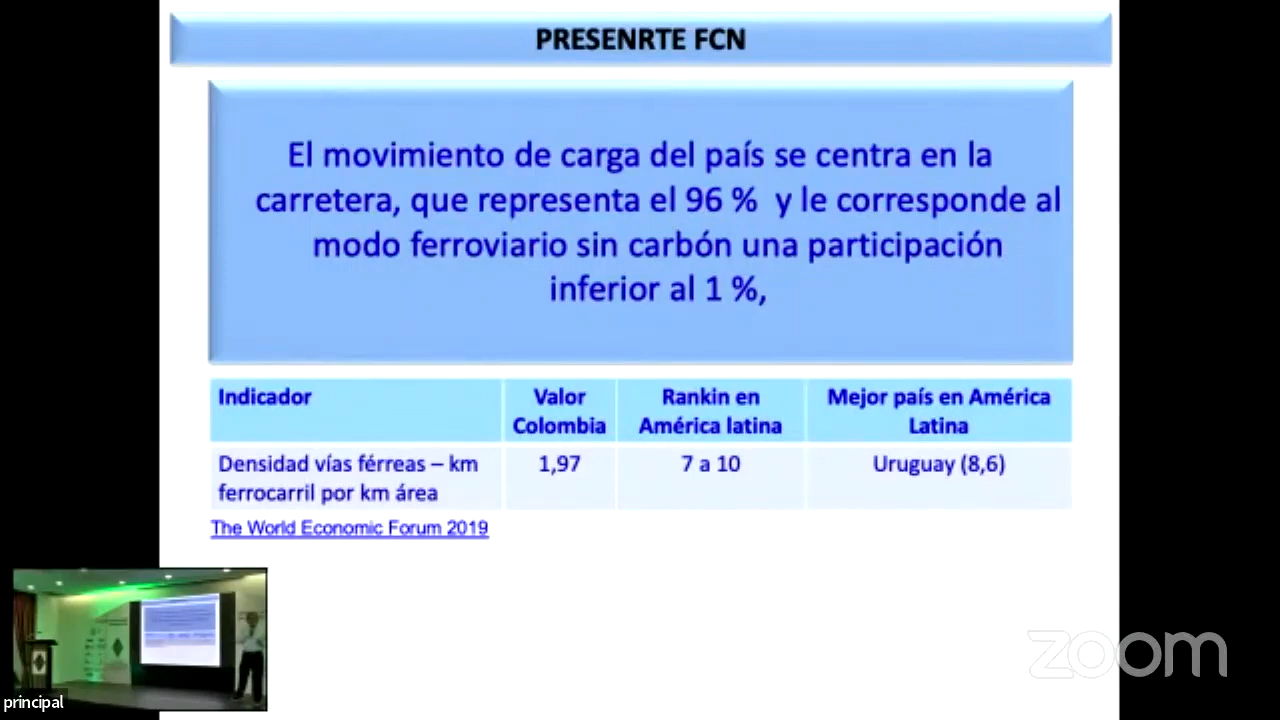 PRESENRTE FCN
El movimiento de carga del país se centra en la
carretera, que representa el 96 % y le corresponde al
modo ferroviario sin carbón una participación
inferior al 1 %,
Indicador
Valor
Colombia
Rankin en
América latina
Mejor país en América
Latina
Densidad vías férreas – km
ferrocarril por km área
1,97
7 a 10
Uruguay (8,6)
The World Economic Forum 2019
principal
zoom